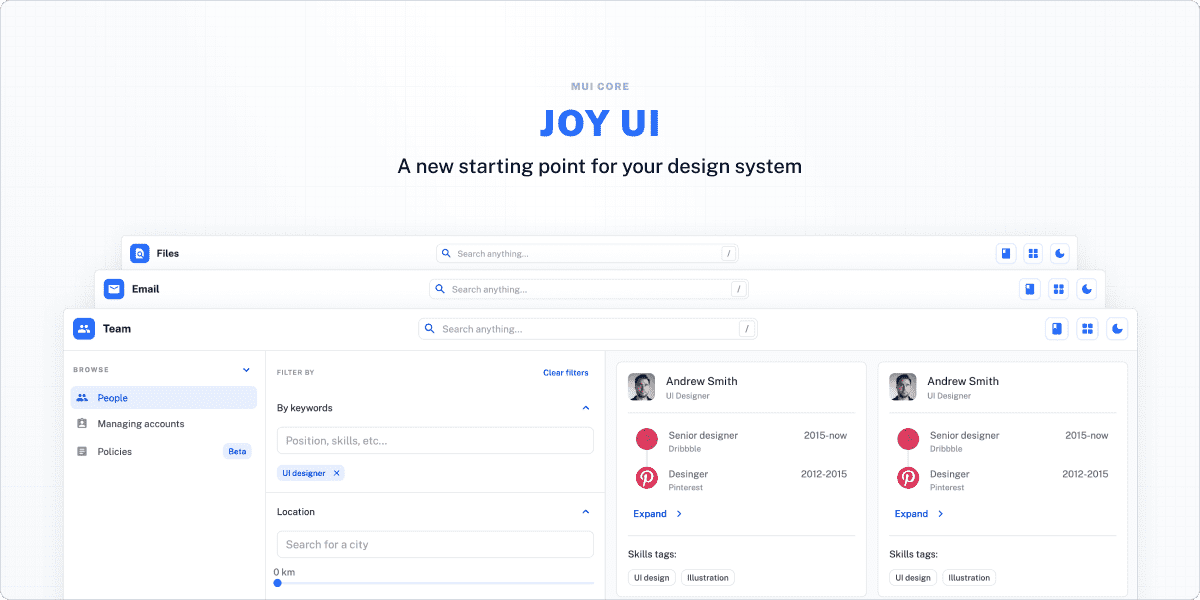 MUI CORE
JOY UI
A new starting point for your design system
Files
Search anything...
/
Email
Search anything...
/
Team
Search anything...
/
BROWSE
People
Managing accounts
Policies
Beta
FILTER BY
Clear filters
By keywords
Position, skills, etc...
UI designer
Location
Search for a city
0 km
Andrew Smith
UI Designer
Senior designer
2015-now
Dribbble
Desinger
2012-2015
Pinterest
Expand
Skills tags:
UI design
Illustration
Andrew Smith
UI Designer
Senior designer
2015-now
Dribbble
Desinger
2012-2015
Pinterest
Expand
Skills tags:
UI design
Illustration